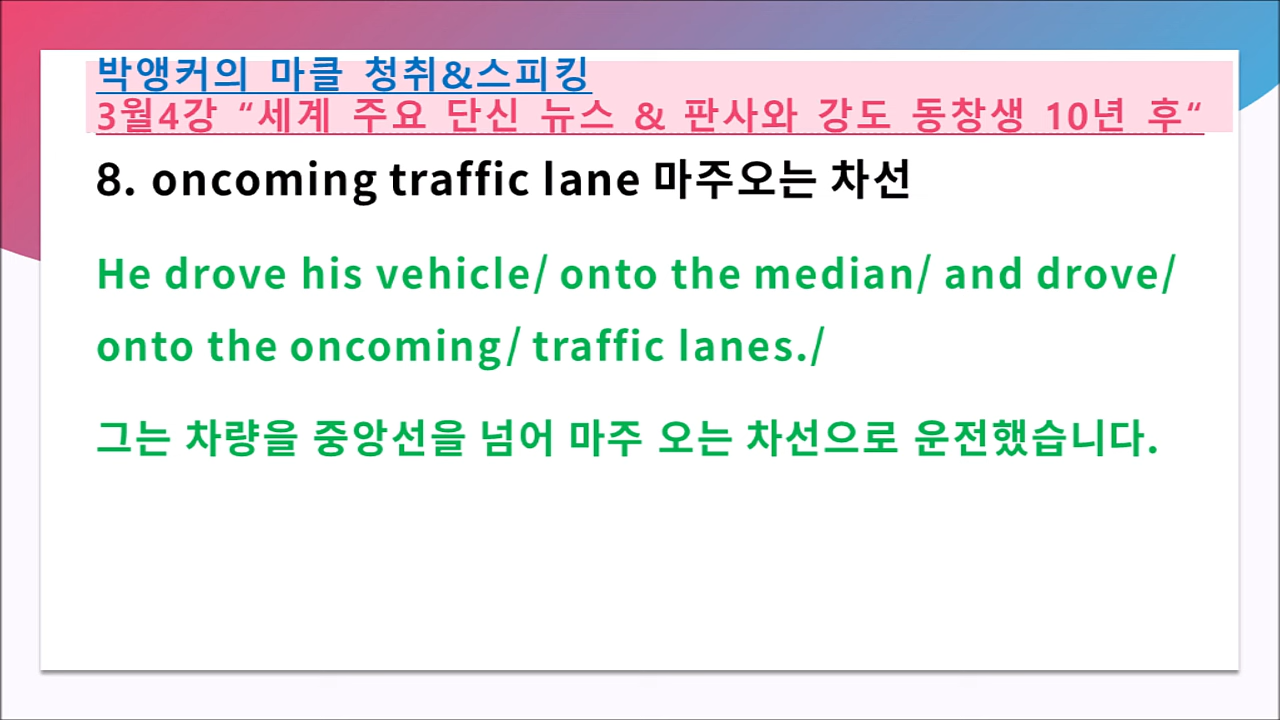 박앵커의 마클 청취&스피킹
3월4강 “세계 주요 단신 뉴스 & 판사와 강도 동창생 10년 후“
8. oncoming traffic lane 마주오는 차선
He drove his vehicle/ onto the median/ and drove/
onto the oncoming/ traffic lanes./
그는 차량을 중앙선을 넘어 마주 오는 차선으로 운전했습니다.